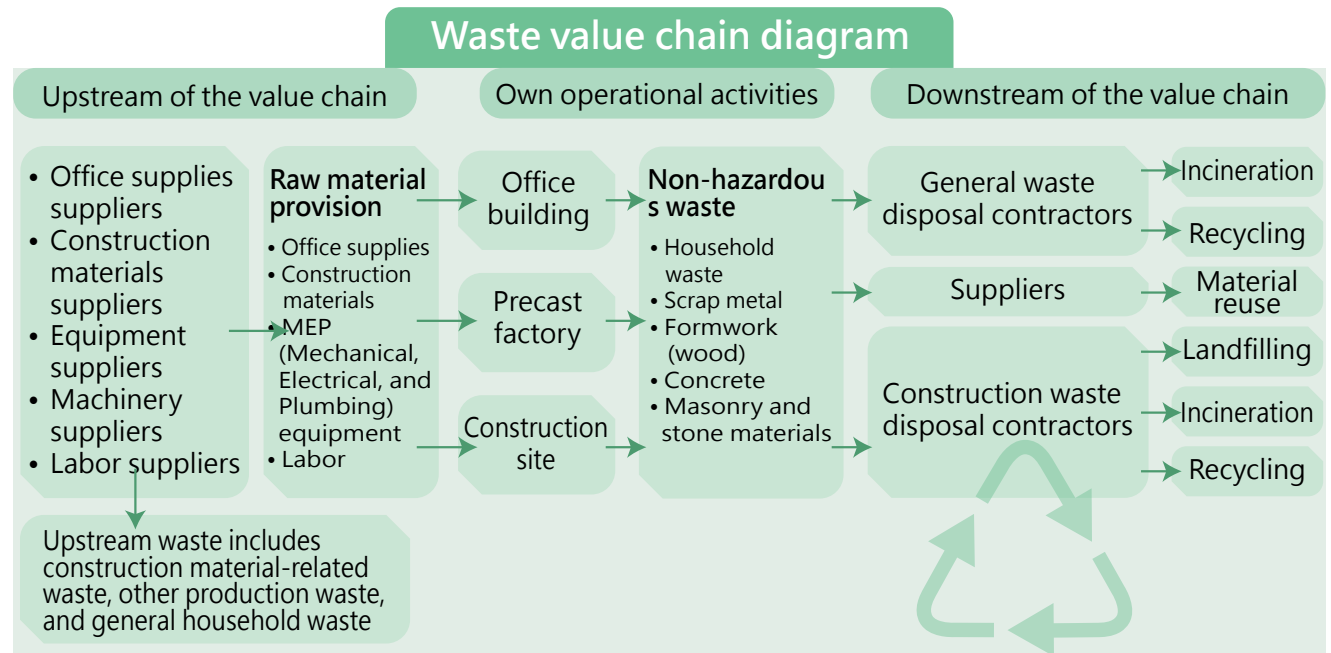 Waste value chain diagram
Upstream of the value chain
Own operational activities
Downstream of the value chain
• Office supplies
suppliers
• Construction
materials
suppliers
• Equipment
suppliers
• Machinery
suppliers
• Labor suppliers
Upstream waste includes
construction material-related
waste, other production waste,
and general household waste
Raw material
provision
• Office supplies
• Construction
materials
• MEP
(Mechanical,
Electrical, and
Plumbing)
equipment
• Labor
Office
building
Precast
factory
Construction
site
Non-hazardou
s waste
• Household
waste
• Scrap metal
• Formwork
(wood)
• Concrete
• Masonry and
stone materials
General waste
disposal contractors
Incineration
Recycling
Suppliers
Material
reuse
Construction waste
disposal contractors
Landfilling
Incineration
Recycling